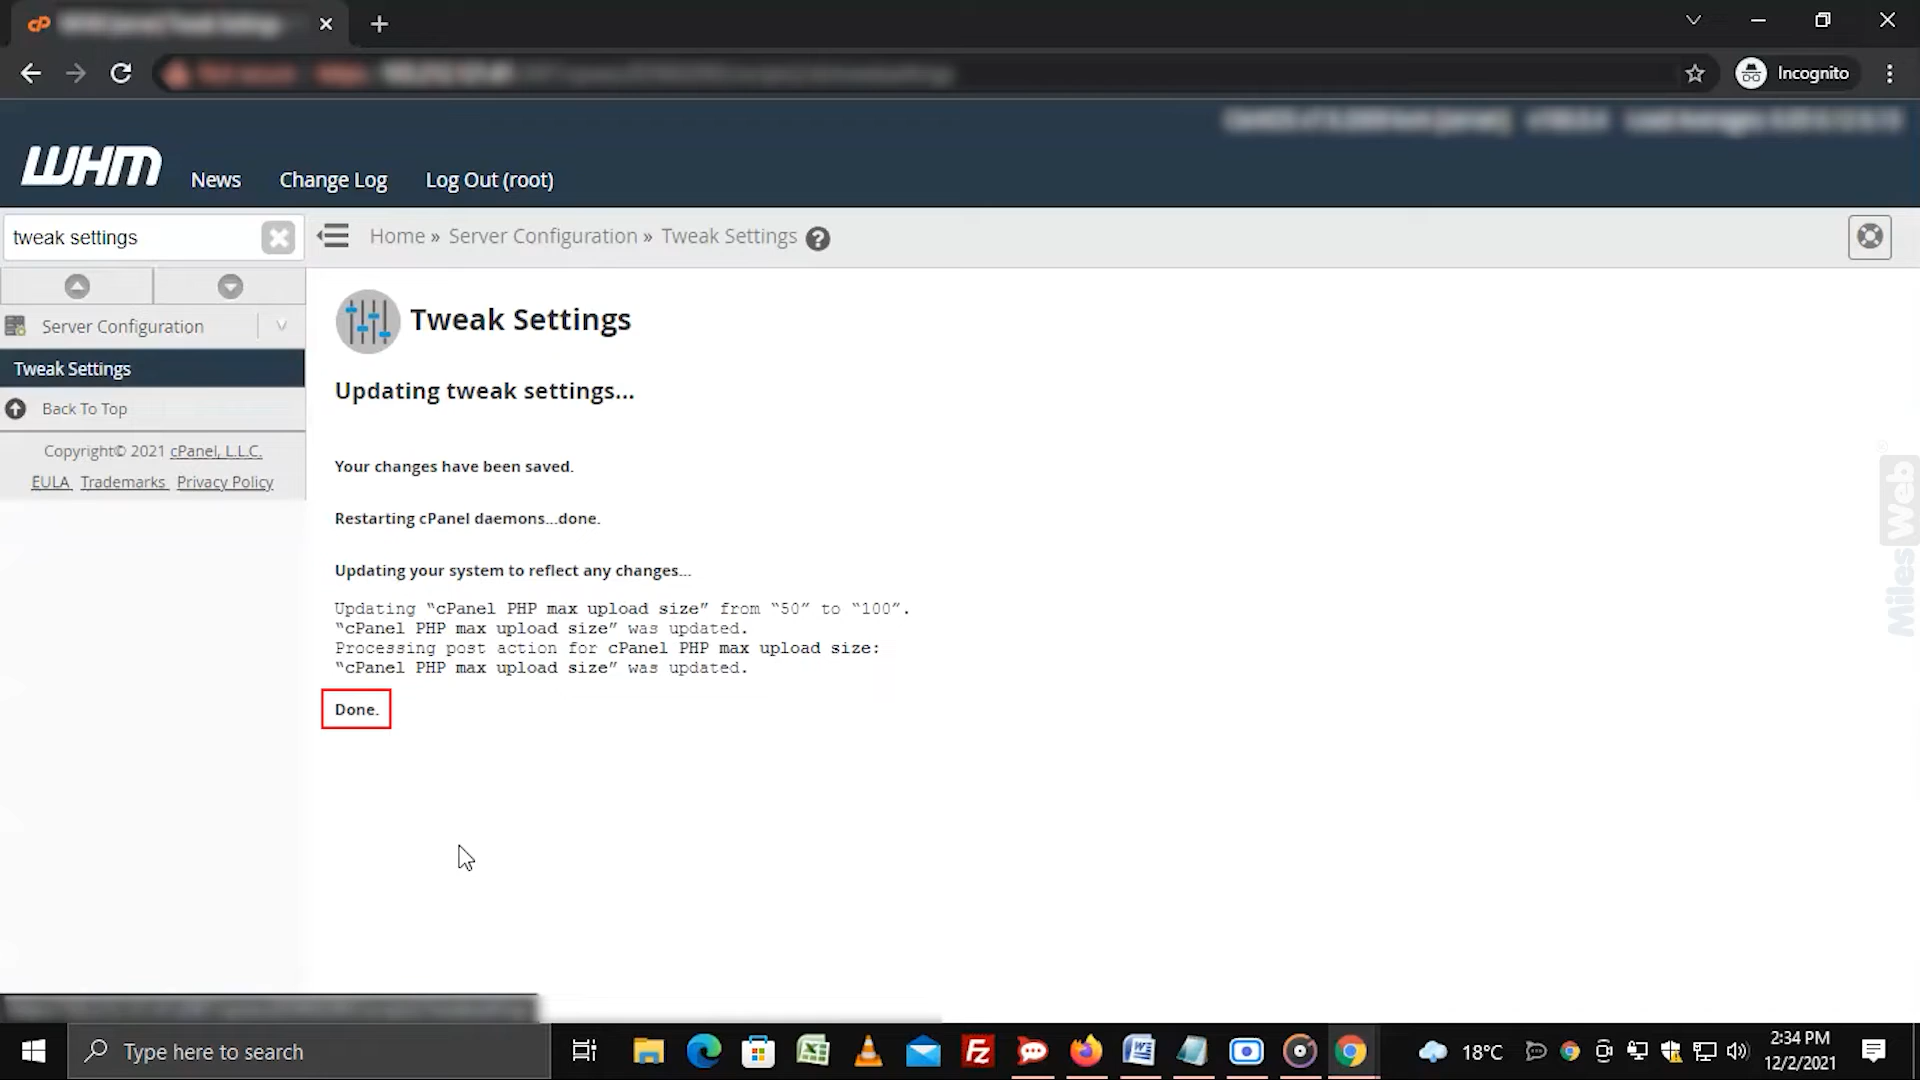 Incognito
WHM
News
Change Log
Log Out (root)
tweak settings
Home » Server Configuration » Tweak Settings ?
Server Configuration
Tweak Settings
Back To Top
Copyright© 2021 cPanel, L.L.C.
EULA Trademarks Privacy Policy
Tweak Settings
Updating tweak settings...
Your changes have been saved.
Restarting cPanel daemons...done.
Updating your system to reflect any changes...
Updating “cPanel PHP max upload size” from “50” to “100”.
“cPanel PHP max upload size” was updated.
Processing post action for cPanel PHP max upload size:
“cPanel PHP max upload size” was updated.
Done.
MilesWeb
Type here to search
18°C
2:34 PM
12/2/2021